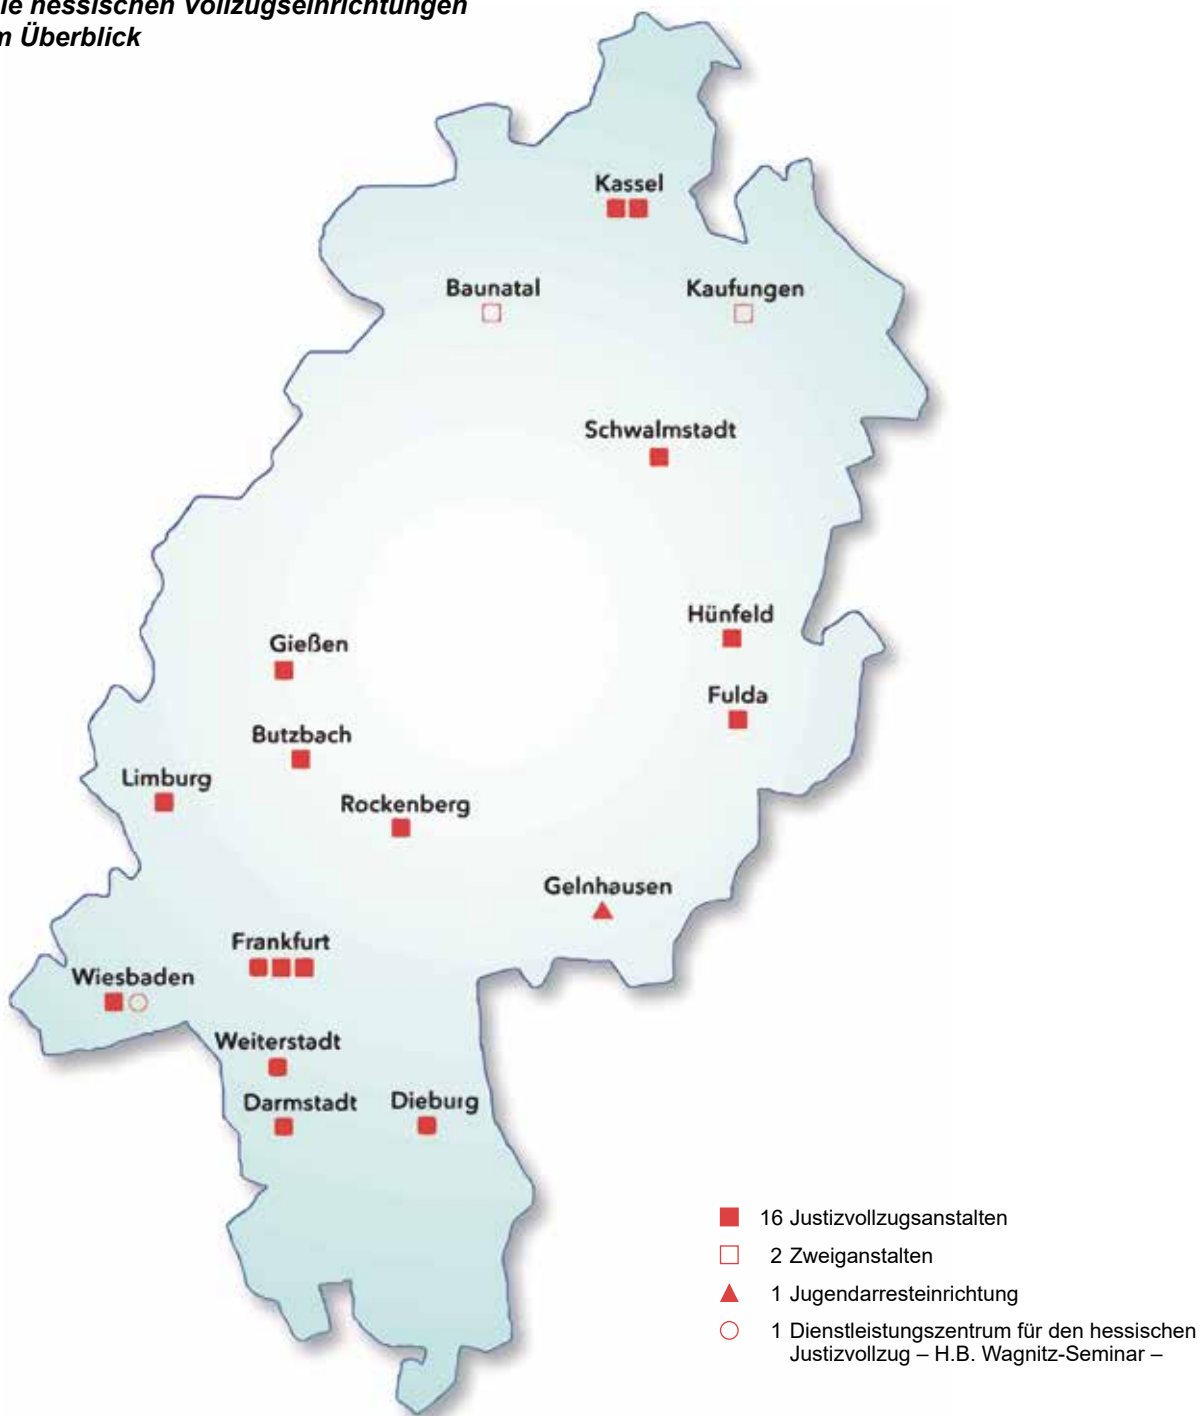 ie hessischen Vollzugseinrichtungen
m Überblick
Kassel
Baunatal
Kaufungen
Schwalmstadt
Hünfeld
Gießen
Fulda
Butzbach
Limburg
Rockenberg
Gelnhausen
Frankfurt
Wiesbaden
Weiterstadt
Darmstadt
Dieburg
16 Justizvollzugsanstalten
2 Zweiganstalten
1 Jugendarresteinrichtung
1 Dienstleistungszentrum für den hessischen
Justizvollzug – H.B. Wagnitz-Seminar –